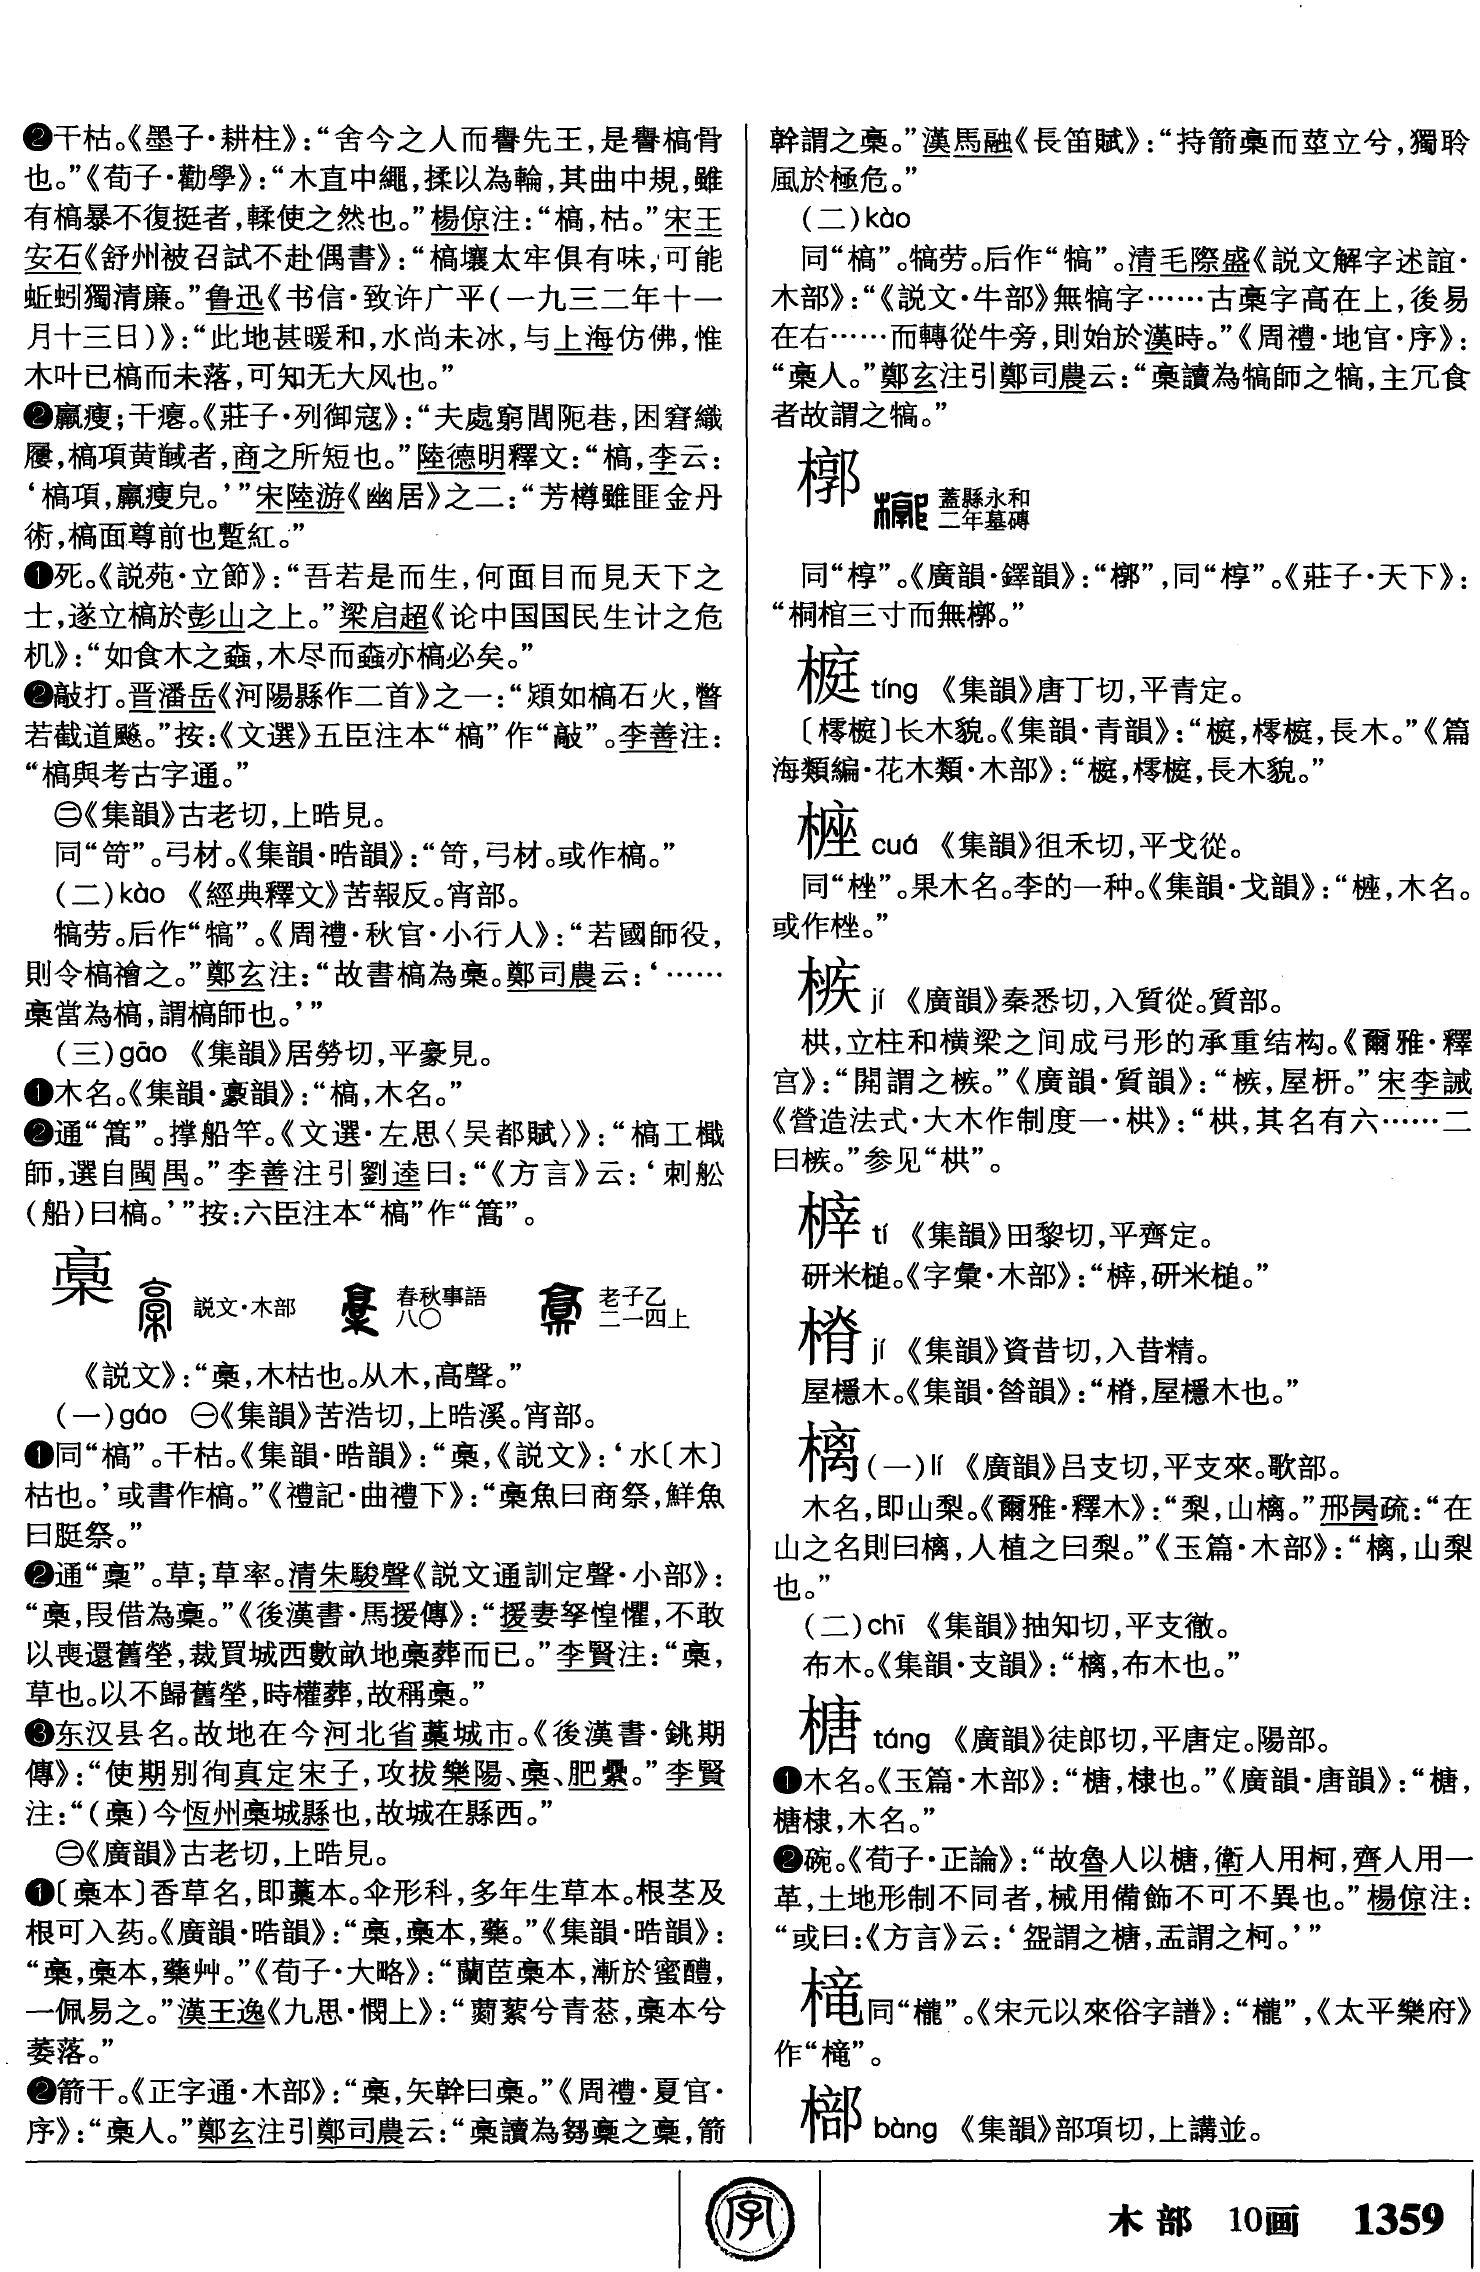 ❷干枯。《墨子·耕柱》：“舍今之人而譽先王，是譽槁骨
也。”《荀子·勸學》：“木直中繩，揉以為輪，其曲中規，雖
有槁暴不復挺者，輮使之然也。”楊倞注：“槁，枯。”宋王
安石《舒州被召試不赴偶書》：“槁壤太牢俱有味，可能
蚯蚓獨清廉。”鲁迅《书信·致许广平(一九三二年十一
月十三日)》：“此地甚暖和，水尚未冰，与上海仿佛，惟
木叶已槁而未落，可知无大风也。”
❷羸瘦；干瘪。《莊子·列御寇》：“夫處窮閭阨巷，困窘織
屨，槁項黄馘者，商之所短也。”陸德明釋文：“槁，李云：
‘槁項，羸瘦皃。’”宋陸游《幽居》之二：“芳樽雖匪金丹
術，槁面尊前也蹔紅。”
❶死。《説苑·立節》：“吾若是而生，何面目而見天下之
士，遂立槁於彭山之上。”梁启超《论中国国民生计之危
机》：“如食木之螙，木尽而螙亦槁必矣。”
❷敲打。晋潘岳《河陽縣作二首》之一：“熲如槁石火，瞥
若截道飈。”按：《文選》五臣注本“槁”作“敲”。李善注：
“槁與考古字通。”
㊁《集韻》古老切，上晧見。
同“笴”。弓材。《集韻·晧韻》：“笴，弓材。或作槁。”
(二)kào 《經典釋文》苦報反。宵部。
犒劳。后作“犒”。《周禮·秋官·小行人》：“若國師役，
則令槁禬之。”鄭玄注：“故書槁為稾。鄭司農云：‘……
稾當為槁，謂槁師也。’”
(三)gāo 《集韻》居勞切，平豪見。
❶木名。《集韻·豪韻》：“槁，木名。”
❷通“篙”。撑船竿。《文選·左思〈吴都賦〉》：“槁工檝
師，選自閩禺。”李善注引劉逵曰：“《方言》云：‘刺舩
(船)曰槁。’”按：六臣注本“槁”作“篙”。
槀 説文·木部 春秋事語八〇 老子乙二一四上
《説文》：“槀，木枯也。从木，高聲。”
(一)gáo ㊀《集韻》苦浩切，上晧溪。宵部。
❶同“槁”。干枯。《集韻·晧韻》：“槀，《説文》：‘水〔木〕
枯也。’或書作槁。”《禮記·曲禮下》：“槀魚曰商祭，鮮魚
曰脡祭。”
❷通“稾”。草；草率。清朱駿聲《説文通訓定聲·小部》：
“槀，叚借為稾。”《後漢書·馬援傳》：“援妻孥惶懼，不敢
以喪還舊塋，裁買城西數畝地槀葬而已。”李賢注：“槀，
草也。以不歸舊塋，時權葬，故稱槀。”
❸东汉县名。故地在今河北省藁城市。《後漢書·銚期
傳》：“使期别徇真定宋子，攻拔樂陽、槀、肥纍。”李賢
注：“(槀)今恆州槀城縣也，故城在縣西。”
㊁《廣韻》古老切，上晧見。
❶〔槀本〕香草名，即藁本。伞形科，多年生草本。根茎及
根可入药。《廣韻·晧韻》：“槀，槀本，藥。”《集韻·晧韻》：
“槀，槀本，藥艸。”《荀子·大略》：“蘭茝槀本，漸於蜜醴，
一佩易之。”漢王逸《九思·憫上》：“蘮蒘兮青葱，槀本兮
萎落。”
❷箭干。《正字通·木部》：“槀，矢幹曰槀。”《周禮·夏官·
序》：“槀人。”鄭玄注引鄭司農云：“槀讀為芻槀之槀，箭
幹謂之槀。”漢馬融《長笛賦》：“持箭槀而莖立兮，獨聆
風於極危。”
(二)kào
同“槁”。犒劳。后作“犒”。清毛際盛《説文解字述誼·
木部》：“《説文·牛部》無犒字……古槀字高在上，後易
在右……而轉從牛旁，則始於漢時。”《周禮·地官·序》：
“槀人。”鄭玄注引鄭司農云：“槀讀為犒師之犒，主冗食
者故謂之犒。”
槨 蓋縣永和二年墓磚
同“椁”。《廣韻·鐸韻》：“槨”，同“椁”。《莊子·天下》：
“桐棺三寸而無槨。”
榳 tíng 《集韻》唐丁切，平青定。
〔樗榳〕长木貌。《集韻·青韻》：“榳，樗榳，長木。”《篇
海類編·花木類·木部》：“榳，樗榳，長木貌。”
cuá 《集韻》徂禾切，平戈從。
同“桽”。果木名。李的一种。《集韻·戈韻》：“，木名。
或作桽。”
槉 jí 《廣韻》秦悉切，入質從。質部。
栱，立柱和横梁之间成弓形的承重结构。《爾雅·釋
宫》：“開謂之槉。”《廣韻·質韻》：“槉，屋枅。”宋李誡
《營造法式·大木作制度一·栱》：“栱，其名有六……二
曰槉。”参见“栱”。
tí 《集韻》田黎切，平齊定。
研米槌。《字彙·木部》：“，研米槌。”
jí 《集韻》資昔切，入昔精。
屋檼木。《集韻·㫺韻》：“，屋檼木也。”
樆 (一)lí 《廣韻》吕支切，平支來。歌部。
木名，即山梨。《爾雅·釋木》：“梨，山樆。”邢昺疏：“在
山之名則曰樆，人植之曰梨。”《玉篇·木部》：“樆，山梨
也。”
(二)chī 《集韻》抽知切，平支徹。
布木。《集韻·支韻》：“樆，布木也。”
榶 táng 《廣韻》徒郎切，平唐定。陽部。
❶木名。《玉篇·木部》：“榶，棣也。”《廣韻·唐韻》：“榶，
榶棣，木名。”
❷碗。《荀子·正論》：“故魯人以榶，衛人用柯，齊人用一
革，土地形制不同者，械用備飾不可不異也。”楊倞注：
“或曰：《方言》云：‘盌謂之榶，盂謂之柯。’”
同“櫳”。《宋元以來俗字譜》：“櫳”，《太平樂府》
作“”。
bàng 《集韻》部項切，上講並。
字
木部 10画 1359